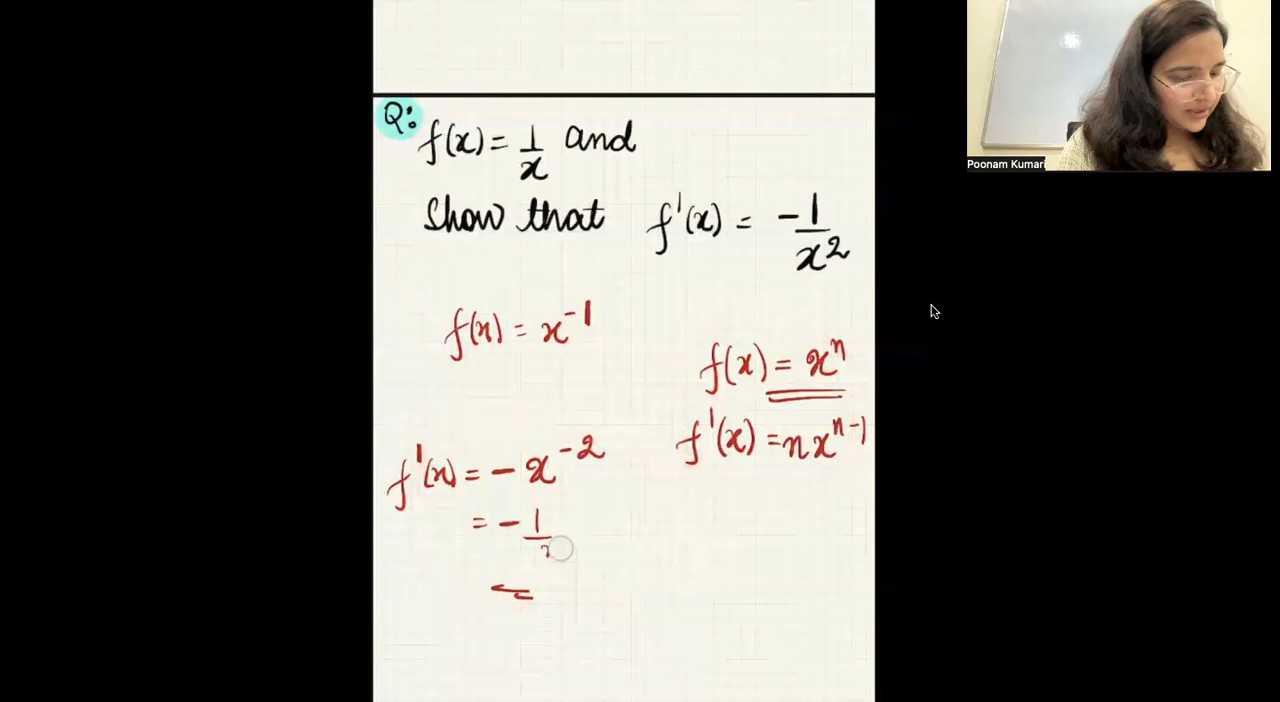 Q: f(x) = 1/x and
show that f'(x) = -1/x²
f(x) = x⁻¹
f(x) = xⁿ
f'(x) = nxⁿ⁻¹
f'(x) = -x⁻²
= -1/
Poonam Kumari